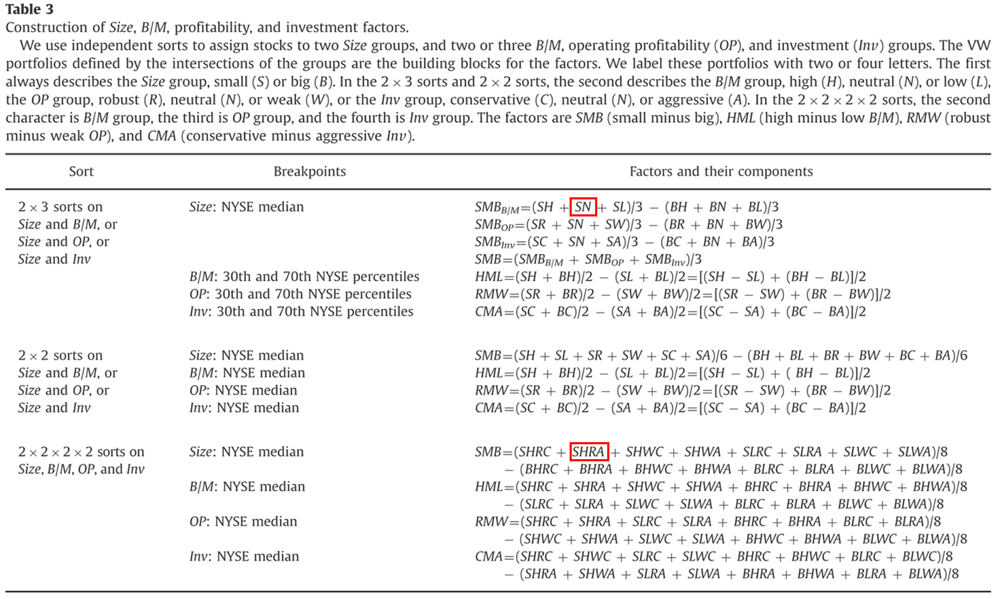 Table 3
Construction of Size, B/M, profitability, and investment factors.
We use independent sorts to assign stocks to two Size groups, and two or three B/M, operating profitability (OP), and investment (Inv) groups. The VW
portfolios defined by the intersections of the groups are the building blocks for the factors. We label these portfolios with two or four letters. The first
always describes the Size group, small (S) or big (B). In the 2 × 3 sorts and 2 × 2 sorts, the second describes the B/M group, high (H), neutral (N), or low (L),
the OP group, robust (R), neutral (N), or weak (W), or the Inv group, conservative (C), neutral (N), or aggressive (A). In the 2 × 2 × 2 × 2 sorts, the second
character is B/M group, the third is OP group, and the fourth is Inv group. The factors are SMB (small minus big), HML (high minus low B/M), RMW (robust
minus weak OP), and CMA (conservative minus aggressive Inv).
Sort Breakpoints Factors and their components
2 × 3 sorts on Size: NYSE median SMB_B/M=(SH + SN + SL)/3 − (BH + BN + BL)/3
Size and B/M, or SMB_OP=(SR + SN + SW)/3 − (BR + BN + BW)/3
Size and OP, or SMB_Inv=(SC + SN + SA)/3 − (BC + BN + BA)/3
Size and Inv SMB=(SMB_B/M + SMB_OP + SMB_Inv)/3
B/M: 30th and 70th NYSE percentiles HML=(SH + BH)/2 − (SL + BL)/2=[(SH − SL) + (BH − BL)]/2
OP: 30th and 70th NYSE percentiles RMW=(SR + BR)/2 − (SW + BW)/2=[(SR − SW) + (BR − BW)]/2
Inv: 30th and 70th NYSE percentiles CMA=(SC + BC)/2 − (SA + BA)/2=[(SC − SA) + (BC − BA)]/2
2 × 2 sorts on Size: NYSE median SMB=(SH + SL + SR + SW + SC + SA)/6 − (BH + BL + BR + BW + BC + BA)/6
Size and B/M, or B/M: NYSE median HML=(SH + BH)/2 − (SL + BL)/2=[(SH − SL) + ( BH − BL)]/2
Size and OP, or OP: NYSE median RMW=(SR + BR)/2 − (SW + BW)/2=[(SR − SW) + (BR − BW)]/2
Size and Inv Inv: NYSE median CMA=(SC + BC)/2 − (SA + BA)/2=[(SC − SA) + (BC − BA)]/2
2 × 2 × 2 × 2 sorts on Size: NYSE median SMB=(SHRC + SHRA + SHWC + SHWA + SLRC + SLRA + SLWC + SLWA)/8
Size, B/M, OP, and Inv − (BHRC + BHRA + BHWC + BHWA + BLRC + BLRA + BLWC + BLWA)/8
B/M: NYSE median HML=(SHRC + SHRA + SHWC + SHWA + BHRC + BHRA + BHWC + BHWA)/8
− (SLRC + SLRA + SLWC + SLWA + BLRC + BLRA + BLWC + BLWA)/8
OP: NYSE median RMW=(SHRC + SHRA + SLRC + SLRA + BHRC + BHRA + BLRC + BLRA)/8
− (SHWC + SHWA + SLWC + SLWA + BHWC + BHWA + BLWC + BLWA)/8
Inv: NYSE median CMA=(SHRC + SHWC + SLRC + SLWC + BHRC + BHWC + BLRC + BLWC)/8
− (SHRA + SHWA + SLRA + SLWA + BHRA + BHWA + BLRA + BLWA)/8